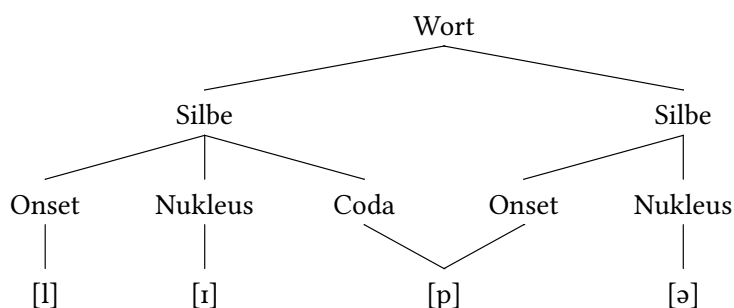 Wort
Silbe Silbe
Onset Nukleus Coda Onset Nukleus
[l] [ɪ] [p] [ə]